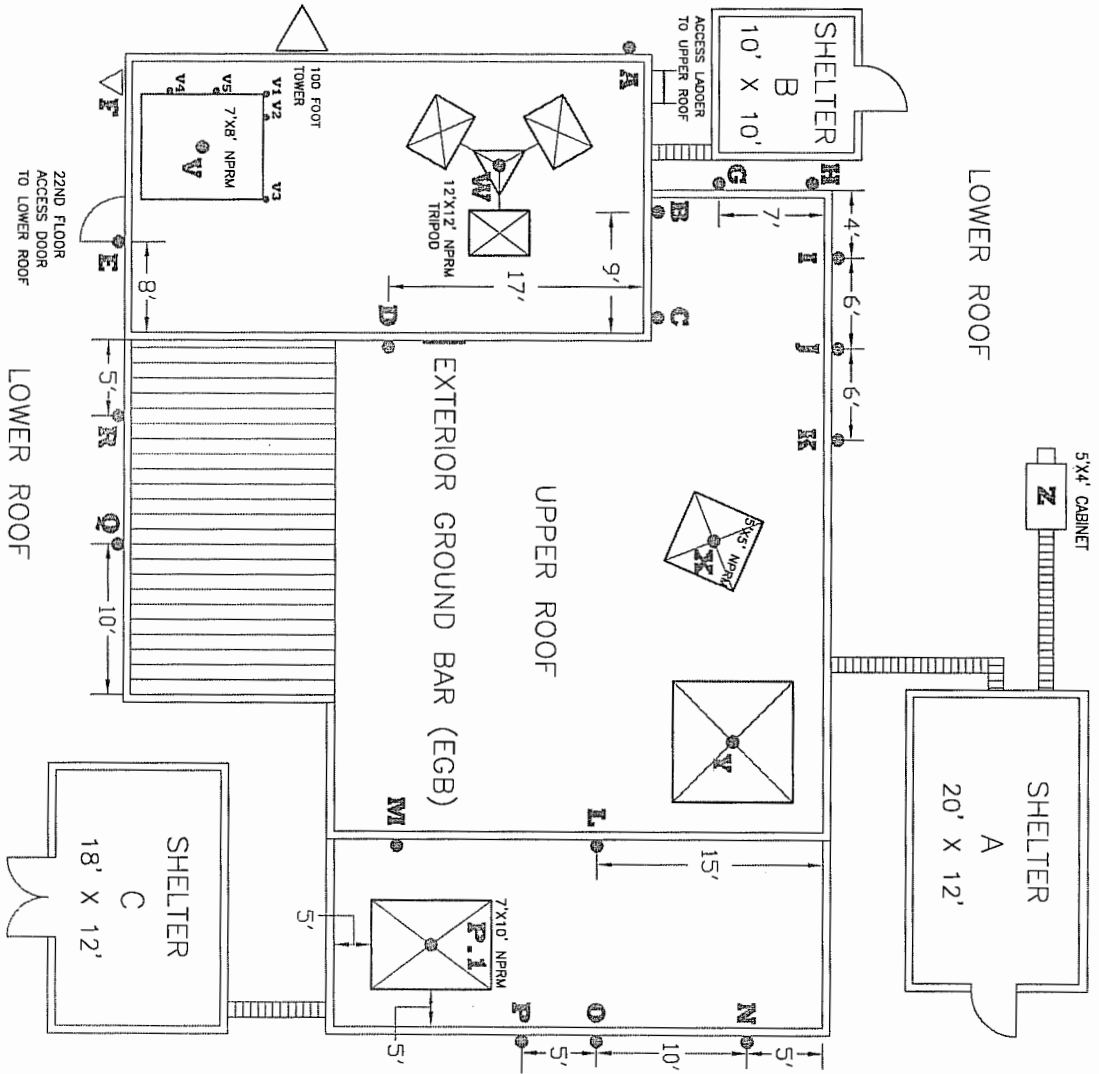 SHELTER
A
20' X 12'
5'X4' CABINET
Z
LOWER ROOF
SHELTER
B
10' X 10'
ACCESS LADDER
TO UPPER ROOF
H
G
7'
4'
6'
6'
I
J
K
A
B
C
9'
W
12'X12' NPRM
TRIPOD
17'
D
100 FOOT
TOWER
V1
V2
V3
V4
V5
7'X8' NPRM
V
F
E
8'
22ND FLOOR
ACCESS DOOR
TO LOWER ROOF
UPPER ROOF
5'X5' NPRM
X
Y
EXTERIOR GROUND BAR (EGB)
L
M
15'
7'X10' NPRM
P.1
5'
5'
N
O
P
5'
10'
5'
5'
R
Q
10'
LOWER ROOF
SHELTER
C
18' X 12'